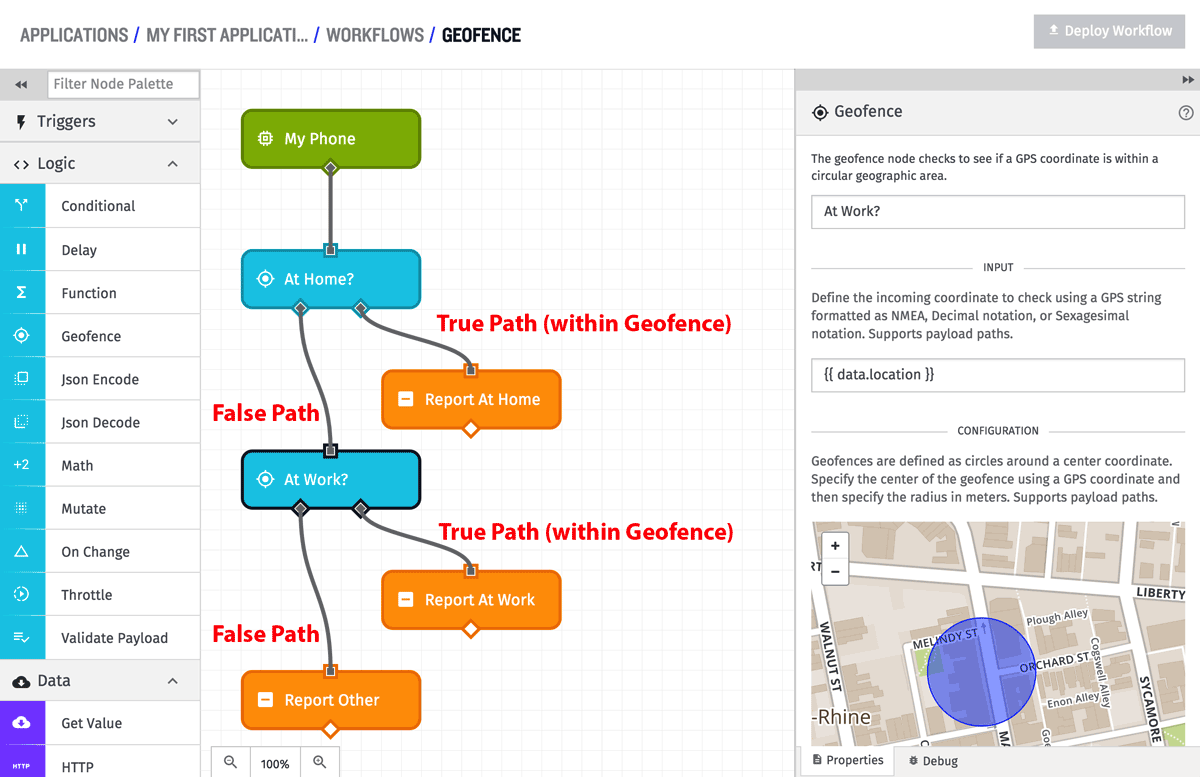 APPLICATIONS / MY FIRST APPLICATI... / WORKFLOWS / GEOFENCE
Deploy Workflow
Filter Node Palette
Triggers
Logic
Conditional
Delay
Function
Geofence
Json Encode
Json Decode
+2 Math
Mutate
On Change
Throttle
Validate Payload
Data
Get Value
HTTP HTTP
My Phone
At Home?
True Path (within Geofence)
Report At Home
False Path
At Work?
True Path (within Geofence)
Report At Work
False Path
Report Other
100%
Geofence
The geofence node checks to see if a GPS coordinate is within a
circular geographic area.
At Work?
INPUT
Define the incoming coordinate to check using a GPS string
formatted as NMEA, Decimal notation, or Sexagesimal
notation. Supports payload paths.
{{ data.location }}
CONFIGURATION
Geofences are defined as circles around a center coordinate.
Specify the center of the geofence using a GPS coordinate and
then specify the radius in meters. Supports payload paths.
+
−
LIBERTY
Plough Alley
MELINDY ST
WALNUT ST
ORCHARD ST
Cogswell Alley
Enon Alley
SYCAMORE
-Rhine
Properties
Debug